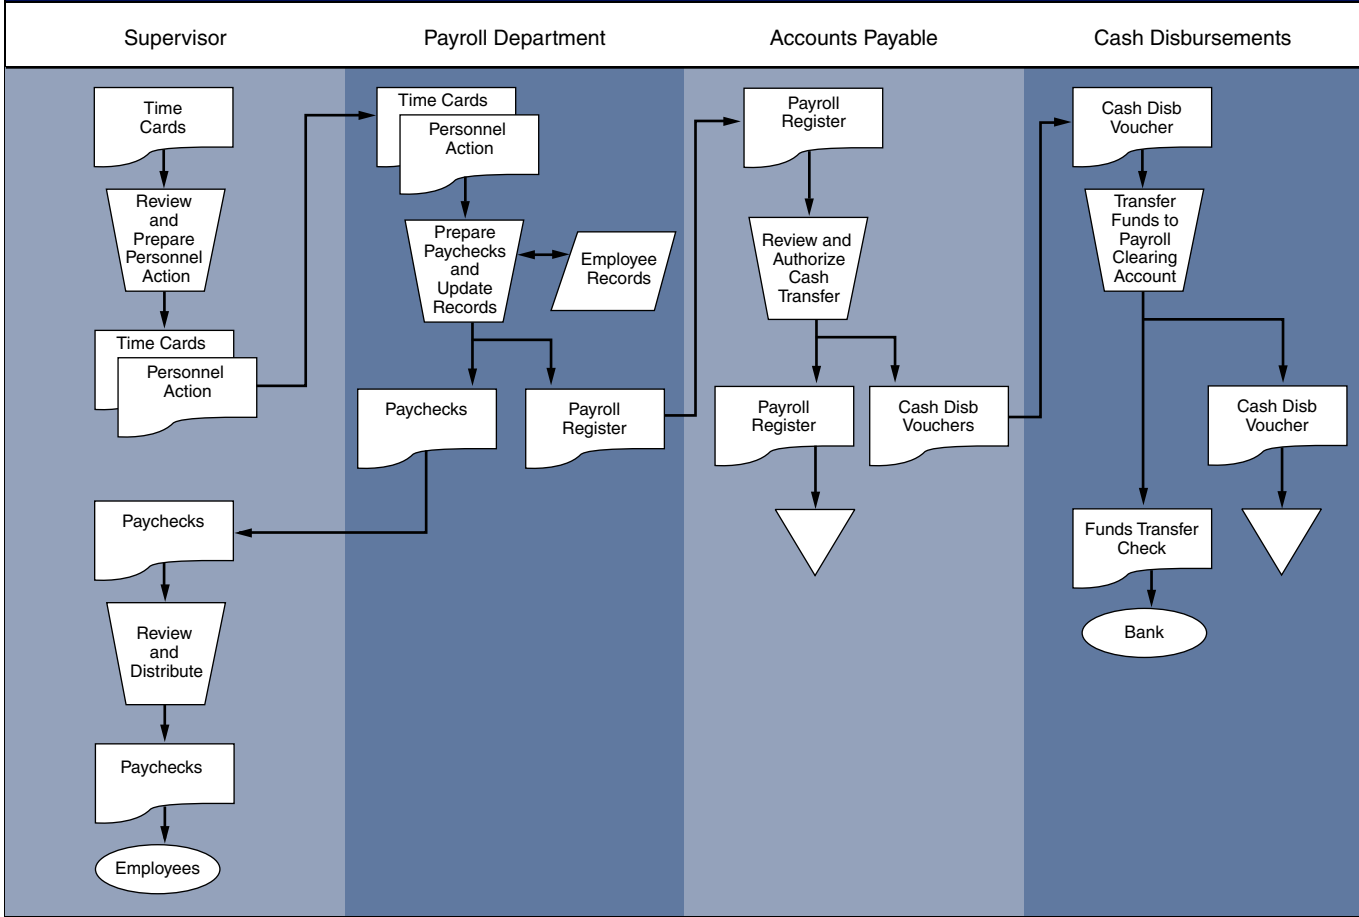 Supervisor
Payroll Department
Accounts Payable
Cash Disbursements
Time
Cards
Review
and
Prepare
Personnel
Action
Time Cards
Personnel
Action
Paychecks
Review
and
Distribute
Paychecks
Employees
Time Cards
Personnel
Action
Prepare
Paychecks
and
Update
Records
Employee
Records
Paychecks
Payroll
Register
Payroll
Register
Review and
Authorize
Cash
Transfer
Payroll
Register
Cash Disb
Vouchers
Cash Disb
Voucher
Transfer
Funds to
Payroll
Clearing
Account
Cash Disb
Voucher
Funds Transfer
Check
Bank